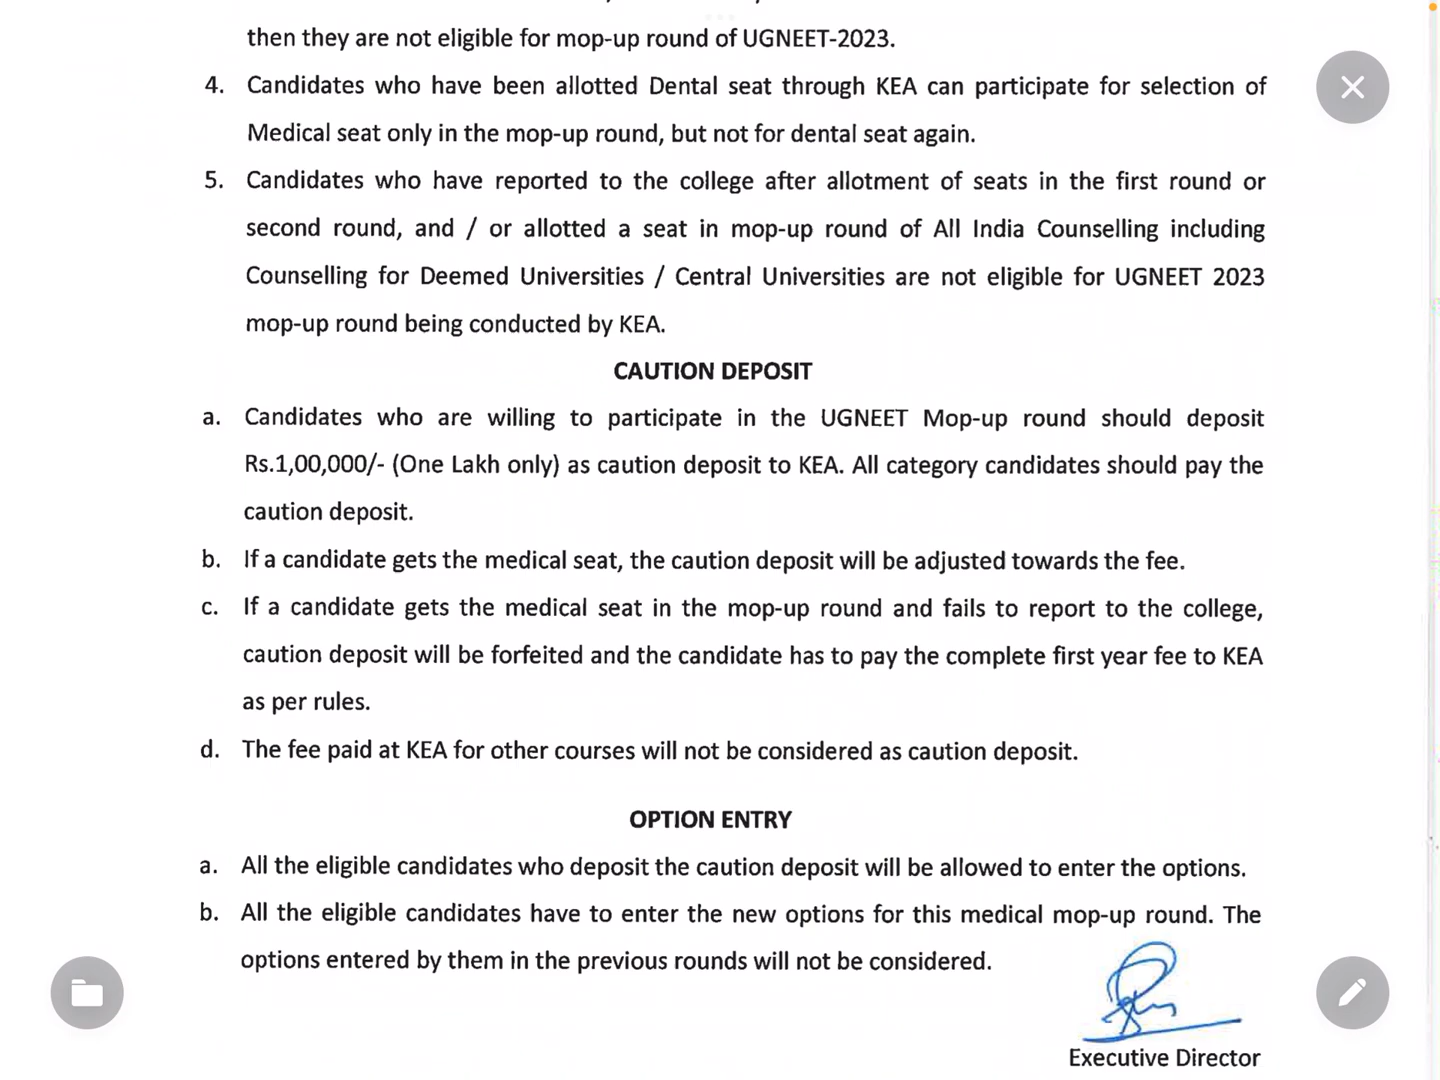 then they are not eligible for mop-up round of UGNEET-2023.
4. Candidates who have been allotted Dental seat through KEA can participate for selection of
Medical seat only in the mop-up round, but not for dental seat again.
5. Candidates who have reported to the college after allotment of seats in the first round or
second round, and / or allotted a seat in mop-up round of All India Counselling including
Counselling for Deemed Universities / Central Universities are not eligible for UGNEET 2023
mop-up round being conducted by KEA.
CAUTION DEPOSIT
a. Candidates who are willing to participate in the UGNEET Mop-up round should deposit
Rs.1,00,000/- (One Lakh only) as caution deposit to KEA. All category candidates should pay the
caution deposit.
b. If a candidate gets the medical seat, the caution deposit will be adjusted towards the fee.
c. If a candidate gets the medical seat in the mop-up round and fails to report to the college,
caution deposit will be forfeited and the candidate has to pay the complete first year fee to KEA
as per rules.
d. The fee paid at KEA for other courses will not be considered as caution deposit.
OPTION ENTRY
a. All the eligible candidates who deposit the caution deposit will be allowed to enter the options.
b. All the eligible candidates have to enter the new options for this medical mop-up round. The
options entered by them in the previous rounds will not be considered.
Executive Director